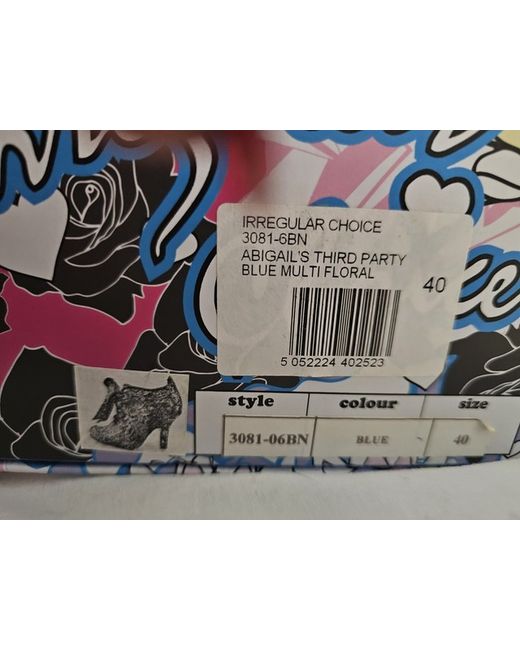 IRREGULAR CHOICE
3081-6BN
ABIGAIL'S THIRD PARTY
BLUE MULTI FLORAL
40
5 052224 402523
style colour size
3081-06BN BLUE 40